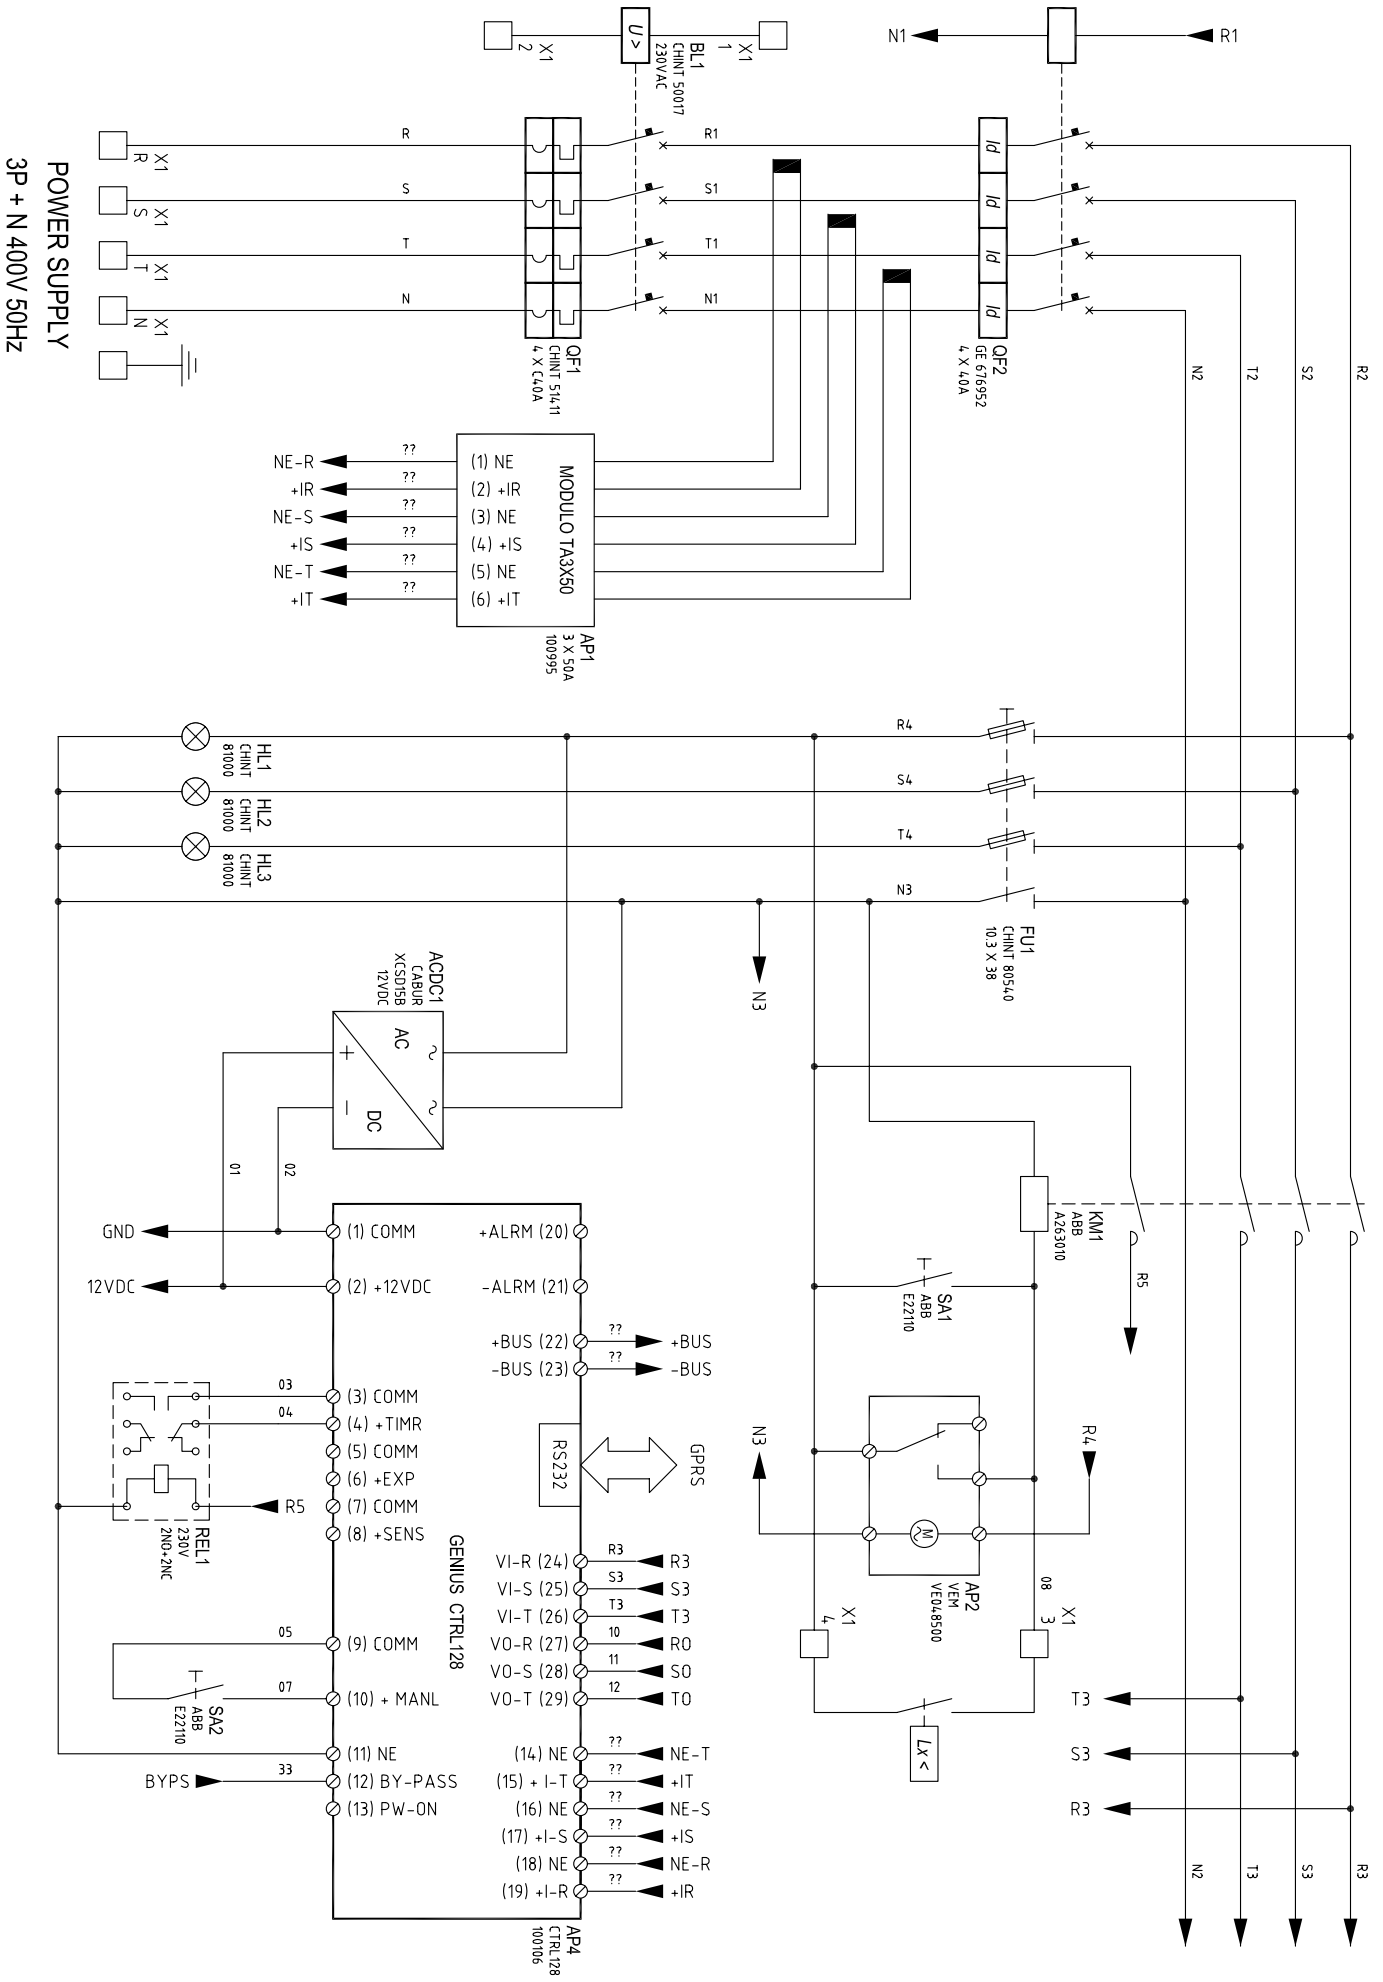 N1
R1
U >
X1
2
X1
1
BL1
CHINT 50017
230VAC
R
S
T
N
R1
S1
T1
N1
Id
Id
Id
Id
X1
R
X1
S
X1
T
X1
N
POWER SUPPLY
3P + N 400V 50Hz
QF1
CHINT 51411
4 X C40A
QF2
GE 676952
4 X 40A
N2
T2
S2
R2
NE-R
??
(1) NE
+IR
??
(2) +IR
NE-S
??
(3) NE
+IS
??
(4) +IS
NE-T
??
(5) NE
+IT
??
(6) +IT
MODULO TA3X50
AP1
3 X 50A
100995
R4
S4
T4
N3
HL1
CHINT
81000
HL2
CHINT
81000
HL3
CHINT
81000
FU1
CHINT 80540
10.3 X 38
N3
ACDC1
CABUR
XCSD15B
12VDC
AC
~
~
+
-
DC
01
02
KM1
ABB
A263010
R5
SA1
ABB
E22110
GND
12VDC
(1) COMM
(2) +12VDC
+ALRM (20)
-ALRM (21)
+BUS (22)
??
+BUS
-BUS (23)
??
-BUS
03
(3) COMM
04
(4) +TIMR
(5) COMM
(6) +EXP
(7) COMM
(8) +SENS
R5
REL1
230V
2NO+2NC
RS232
GPRS
N3
R4
M
~
AP2
VEM
VE048500
08
X1
4
X1
3
GENIUS CTRL128
VI-R (24)
R3
R3
VI-S (25)
S3
S3
VI-T (26)
T3
T3
VO-R (27)
10
RO
VO-S (28)
11
SO
VO-T (29)
12
TO
05
(9) COMM
07
(10) + MANL
SA2
ABB
E22110
(11) NE
BYPS
33
(12) BY-PASS
(13) PW-ON
(14) NE
??
NE-T
(15) + I-T
??
+IT
(16) NE
??
NE-S
(17) +I-S
??
+IS
(18) NE
??
NE-R
(19) +I-R
??
+IR
Lx <
T3
S3
R3
N2
T3
S3
R3
AP4
CTRL128
100106